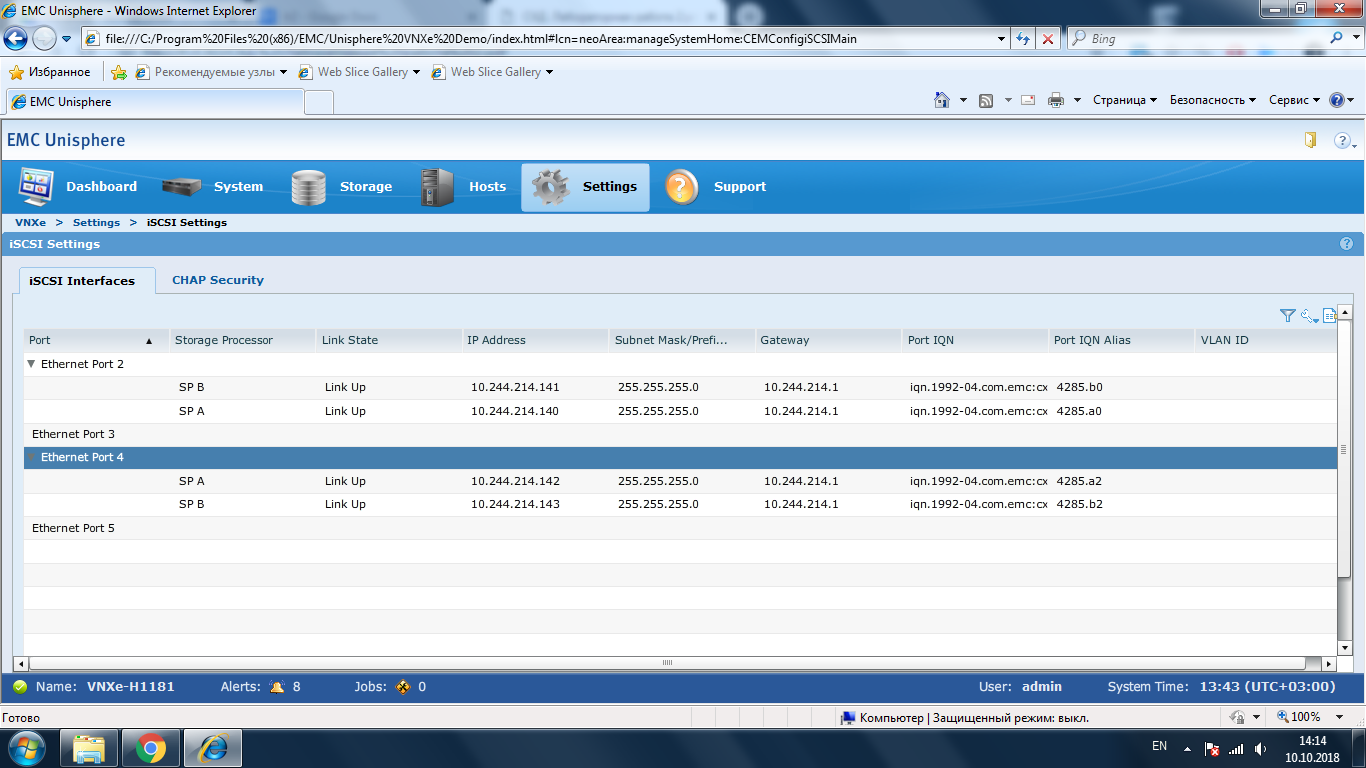 EMC Unisphere - Windows Internet Explorer
file:///C:/Program%20Files%20(x86)/EMC/Unisphere%20VNXe%20Demo/index.html#lcn=neoArea:manageSystemHome:CEMConfigiSCSIMain
Bing
Избранное
Рекомендуемые узлы
Web Slice Gallery
Web Slice Gallery
EMC Unisphere
Страница
Безопасность
Сервис
EMC Unisphere
Dashboard
System
Storage
Hosts
Settings
Support
VNXe > Settings > iSCSI Settings
iSCSI Settings
iSCSI Interfaces
CHAP Security
Port Storage Processor Link State IP Address Subnet Mask/Prefi... Gateway Port IQN Port IQN Alias VLAN ID
Ethernet Port 2
SP B Link Up 10.244.214.141 255.255.255.0 10.244.214.1 iqn.1992-04.com.emc:cx 4285.b0
SP A Link Up 10.244.214.140 255.255.255.0 10.244.214.1 iqn.1992-04.com.emc:cx 4285.a0
Ethernet Port 3
Ethernet Port 4
SP A Link Up 10.244.214.142 255.255.255.0 10.244.214.1 iqn.1992-04.com.emc:cx 4285.a2
SP B Link Up 10.244.214.143 255.255.255.0 10.244.214.1 iqn.1992-04.com.emc:cx 4285.b2
Ethernet Port 5
Name: VNXe-H1181 Alerts: 8 Jobs: 0 User: admin System Time: 13:43 (UTC+03:00)
Готово
Компьютер | Защищенный режим: выкл.
100%
EN
14:14
10.10.2018